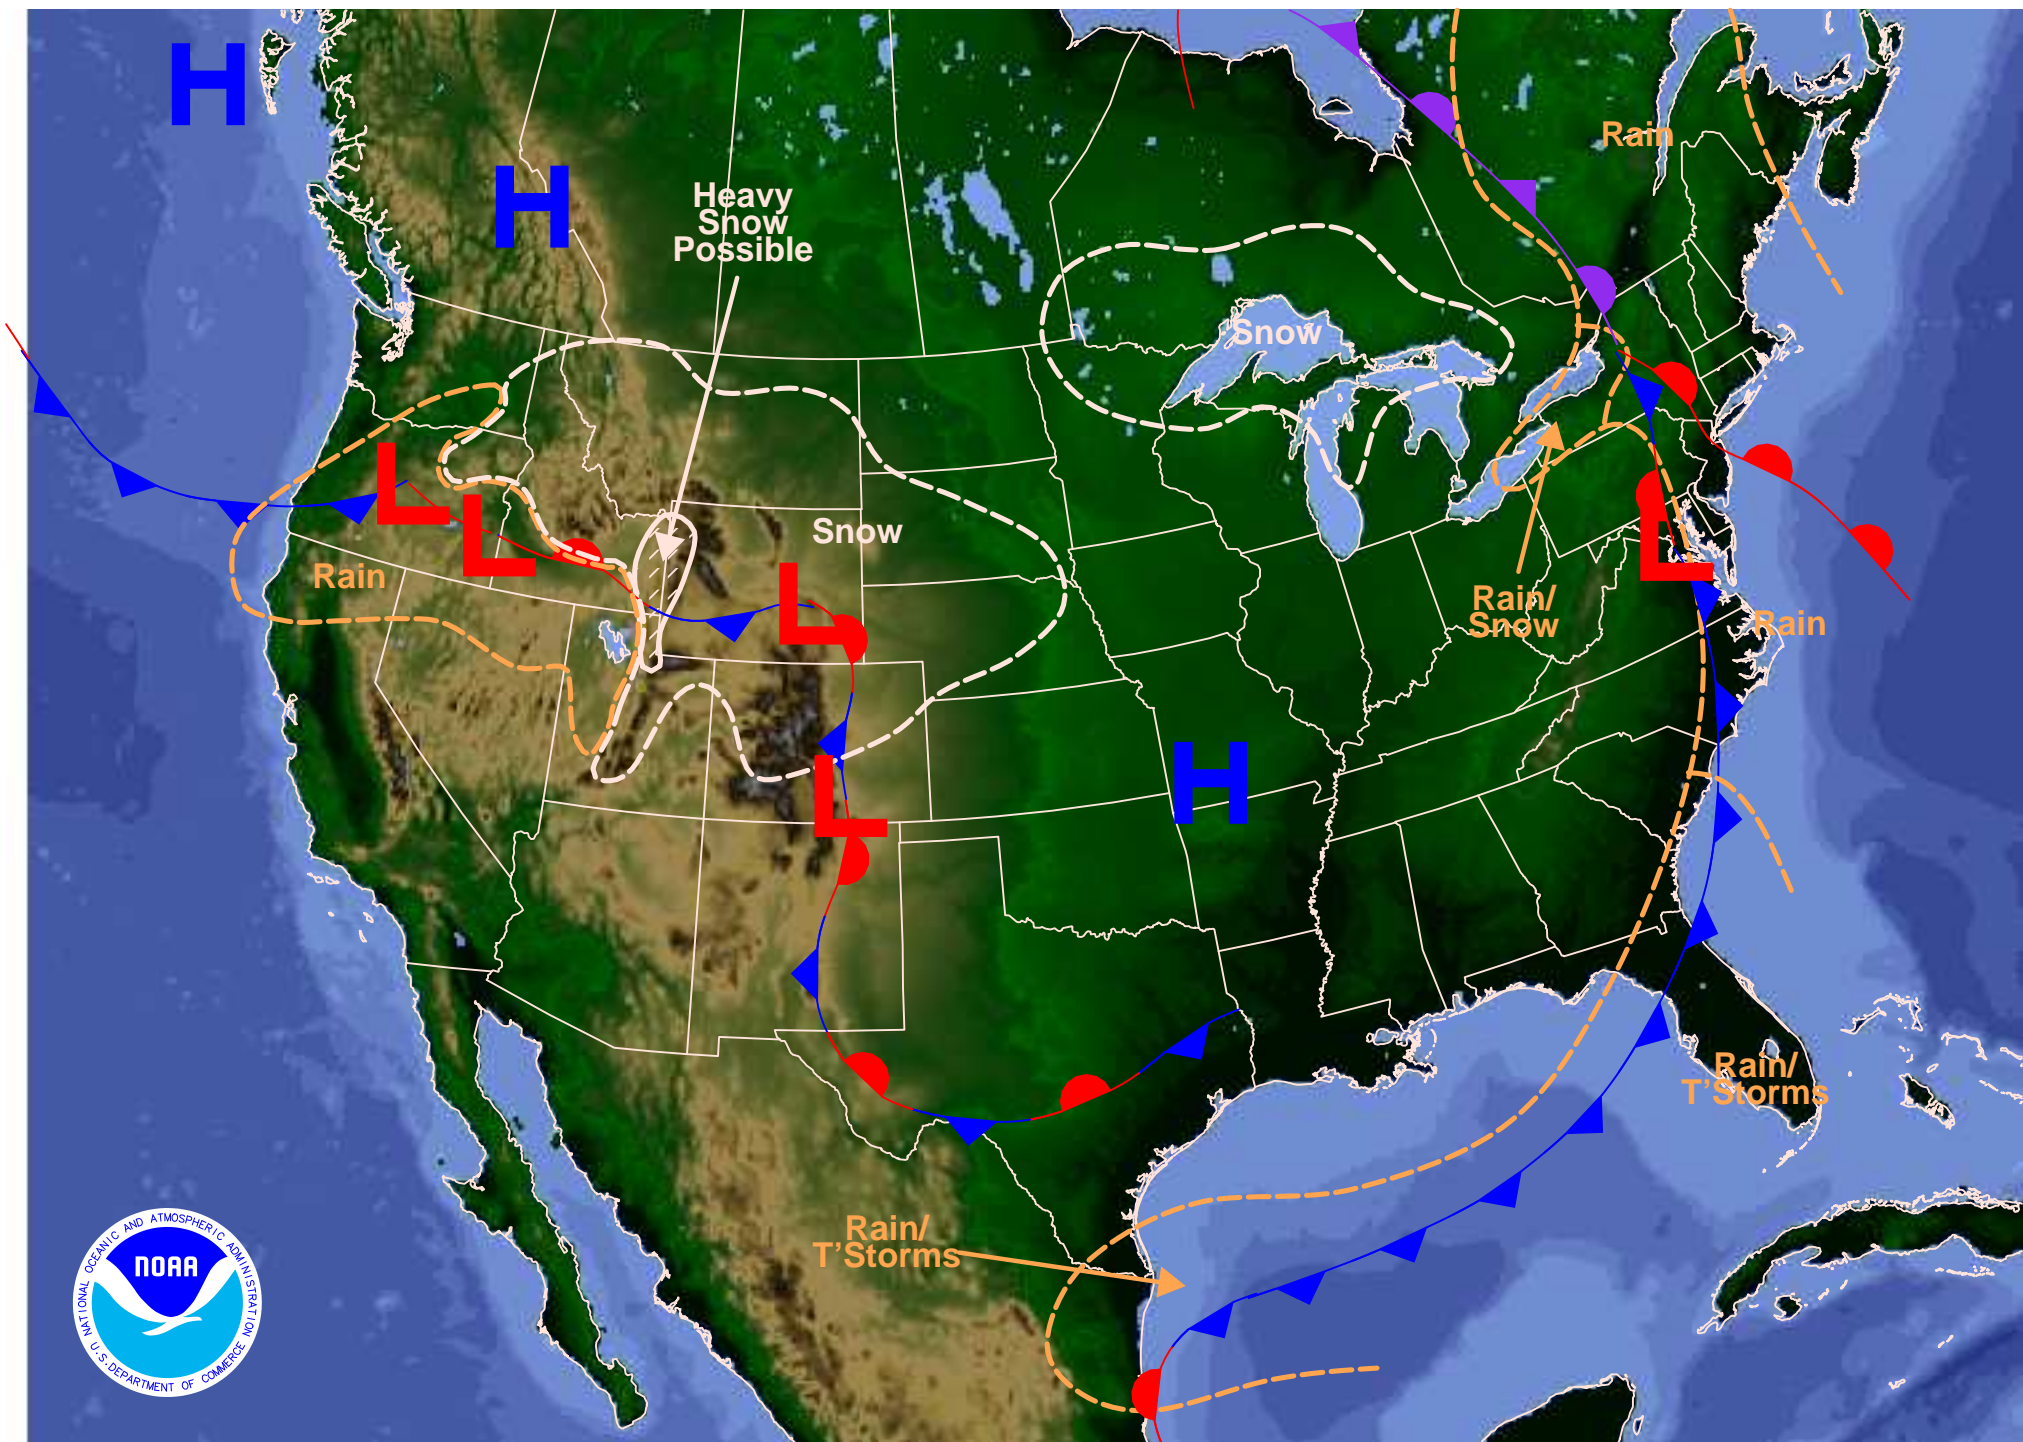 H
Rain
H
Heavy
Snow
Possible
Snow
L
L
Snow
L
Rain
L
Rain/
Snow
Rain
H
L
Rain/
T'Storms
Rain/
T'Storms
NATIONAL OCEANIC AND ATMOSPHERIC ADMINISTRATION
NOAA
U.S. DEPARTMENT OF COMMERCE